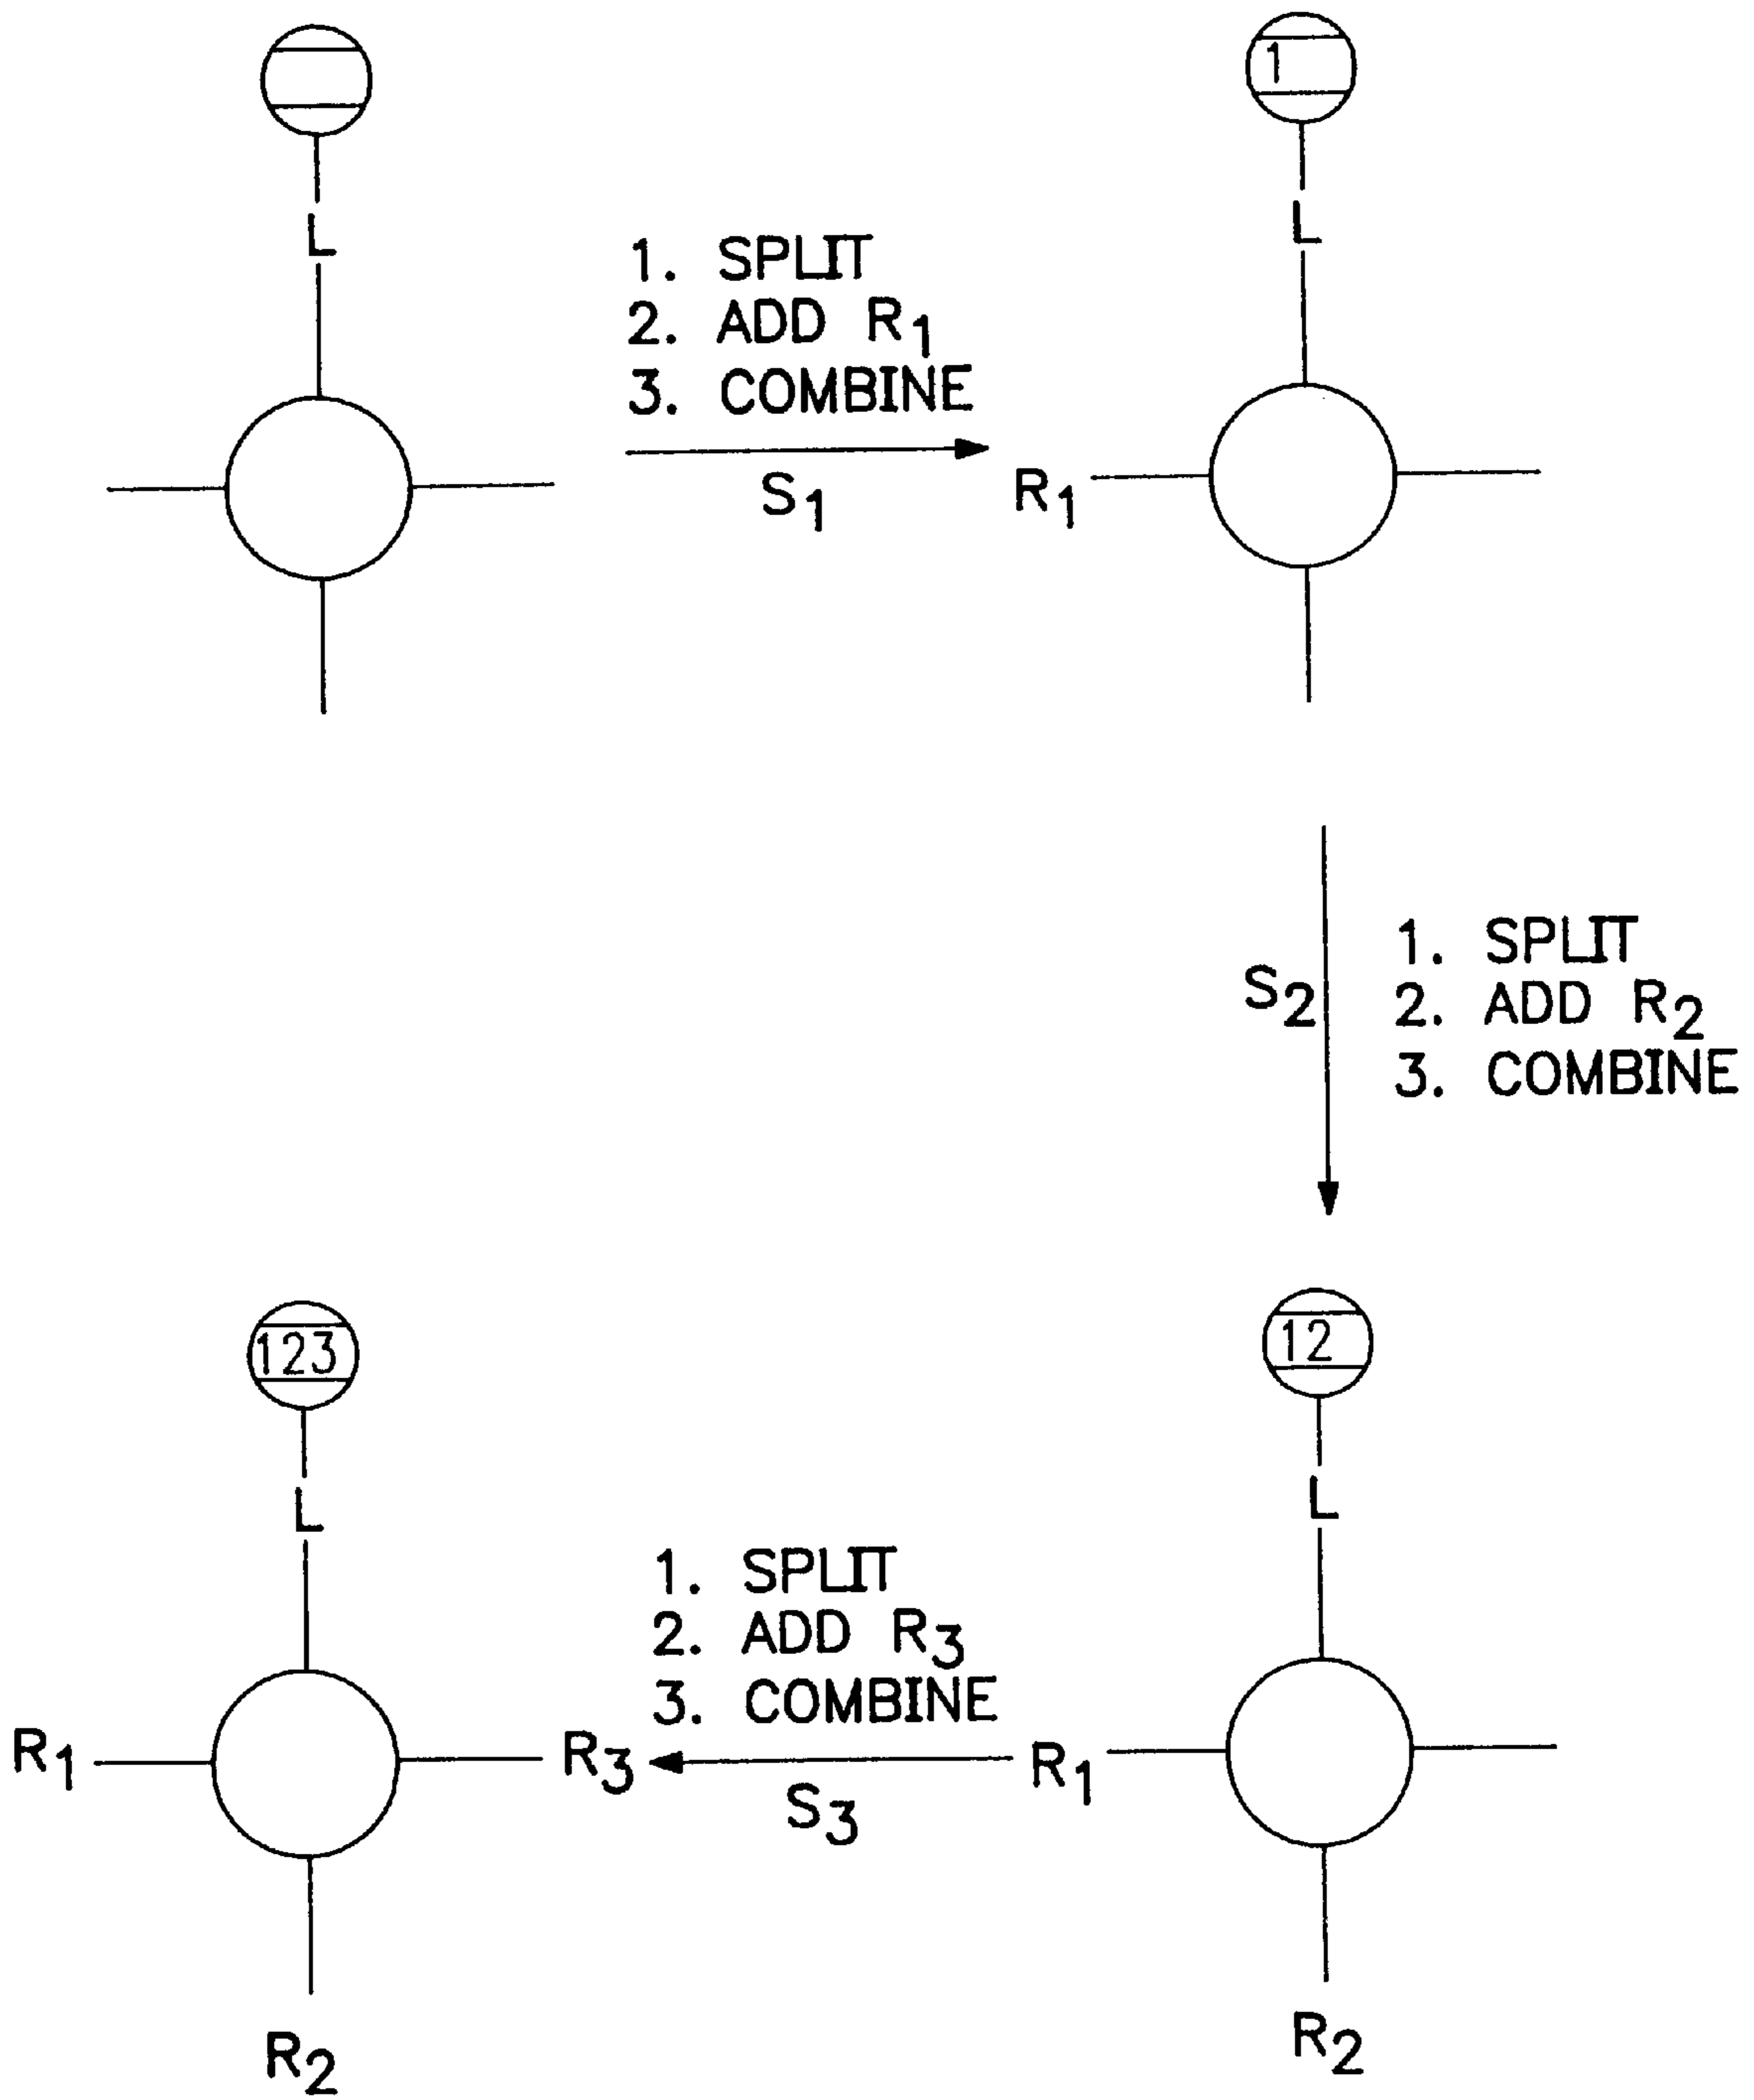 1
L
L
1. SPLIT
2. ADD R1
3. COMBINE
S1
R1
S2
1. SPLIT
2. ADD R2
3. COMBINE
123
12
L
L
1. SPLIT
2. ADD R3
3. COMBINE
R1
R3
R1
S3
R2
R2